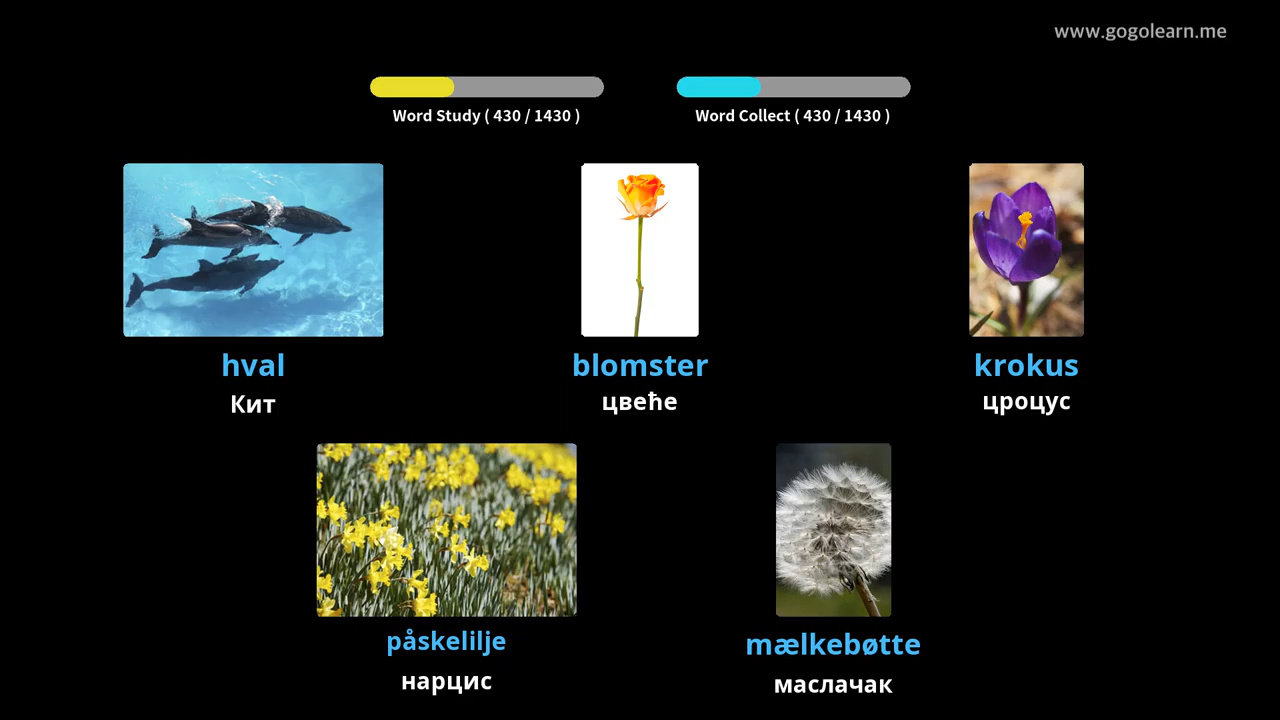 www.gogolearn.me
Word Study ( 430 / 1430 )
Word Collect ( 430 / 1430 )
hval
Кит
blomster
цвеће
krokus
цроцус
påskelilje
нарцис
mælkebøtte
маслачак